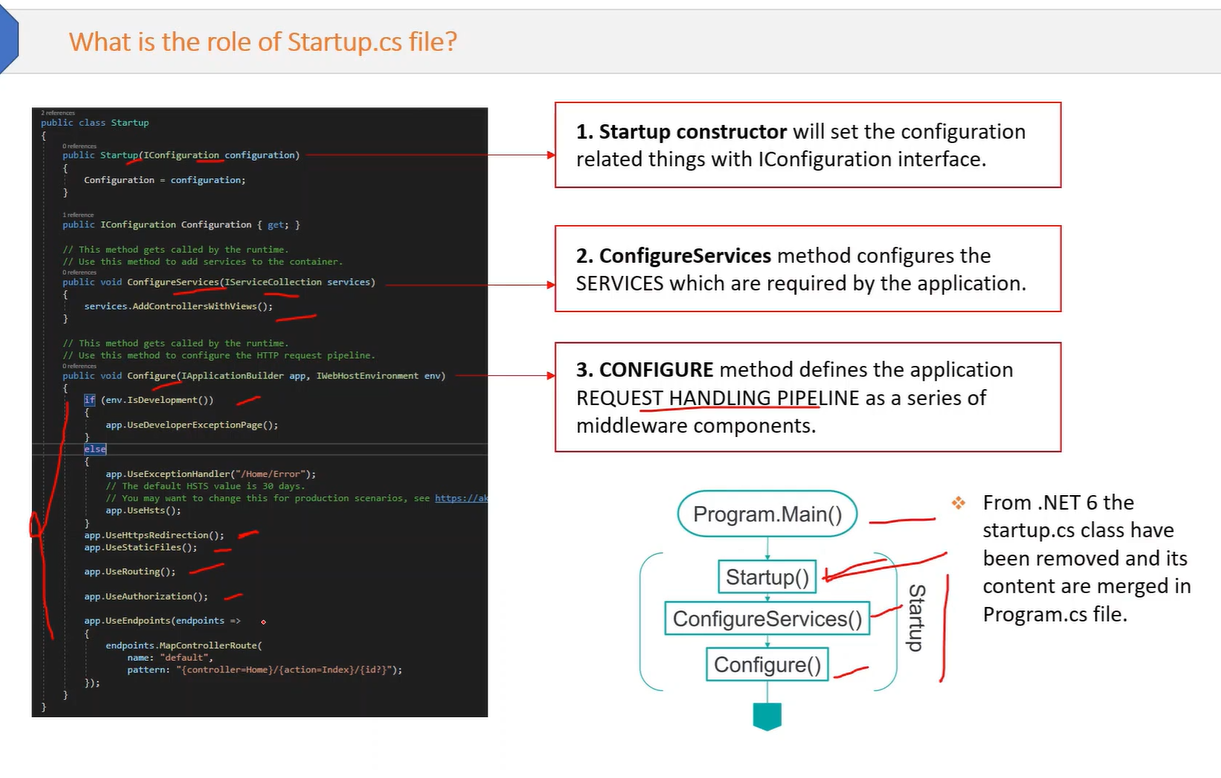 What is the role of Startup.cs file?
2 references
public class Startup
{
0 references
public Startup(IConfiguration configuration)
{
Configuration = configuration;
}
1 reference
public IConfiguration Configuration { get; }
// This method gets called by the runtime.
// Use this method to add services to the container.
0 references
public void ConfigureServices(IServiceCollection services)
{
services.AddControllersWithViews();
}
// This method gets called by the runtime.
// Use this method to configure the HTTP request pipeline.
0 references
public void Configure(IApplicationBuilder app, IWebHostEnvironment env)
{
if (env.IsDevelopment())
{
app.UseDeveloperExceptionPage();
}
else
{
app.UseExceptionHandler("/Home/Error");
// The default HSTS value is 30 days.
// You may want to change this for production scenarios, see https://ak
app.UseHsts();
}
app.UseHttpsRedirection();
app.UseStaticFiles();
app.UseRouting();
app.UseAuthorization();
app.UseEndpoints(endpoints =>
{
endpoints.MapControllerRoute(
name: "default",
pattern: "{controller=Home}/{action=Index}/{id?}");
});
}
}
1. Startup constructor will set the configuration
related things with IConfiguration interface.
2. ConfigureServices method configures the
SERVICES which are required by the application.
3. CONFIGURE method defines the application
REQUEST HANDLING PIPELINE as a series of
middleware components.
Program.Main()
Startup()
ConfigureServices()
Configure()
Startup
From .NET 6 the
startup.cs class have
been removed and its
content are merged in
Program.cs file.